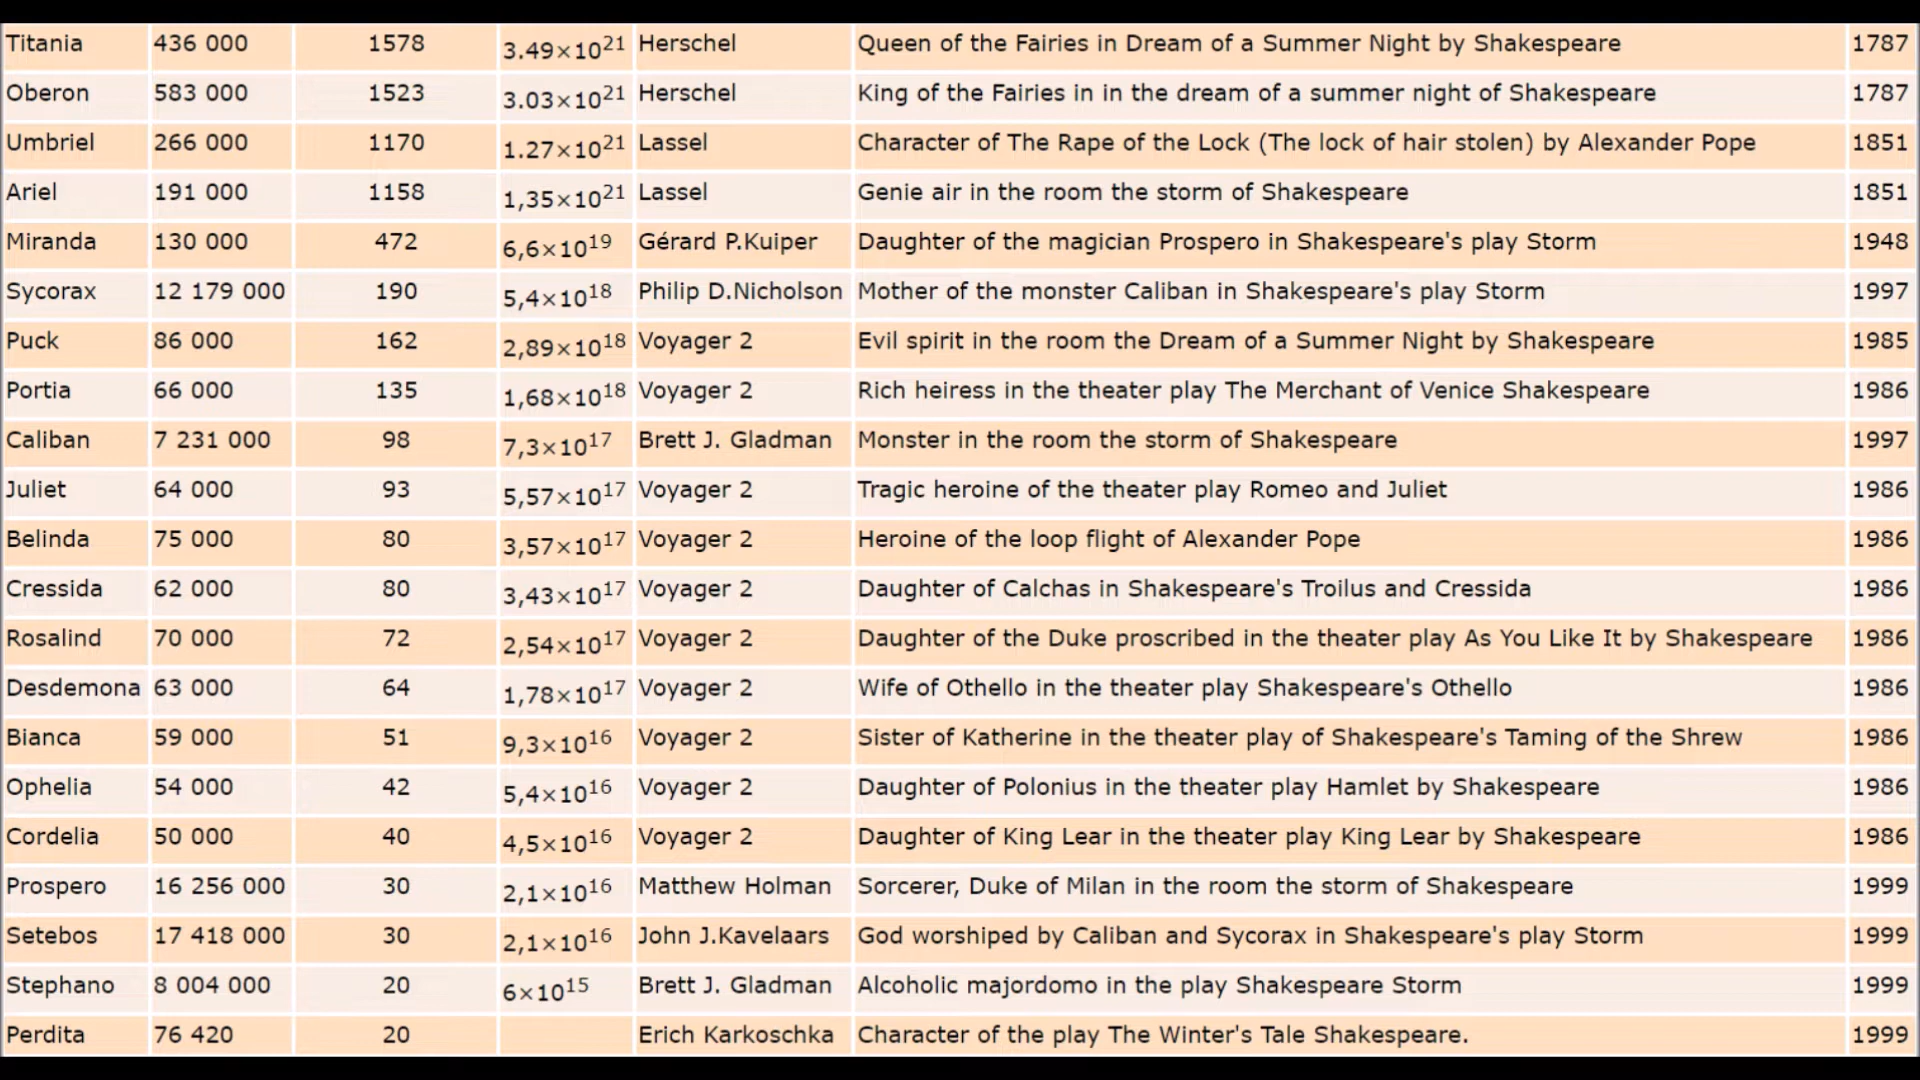 Titania 436 000 1578 3.49×10²¹ Herschel Queen of the Fairies in Dream of a Summer Night by Shakespeare 1787
Oberon 583 000 1523 3.03×10²¹ Herschel King of the Fairies in in the dream of a summer night of Shakespeare 1787
Umbriel 266 000 1170 1.27×10²¹ Lassel Character of The Rape of the Lock (The lock of hair stolen) by Alexander Pope 1851
Ariel 191 000 1158 1,35×10²¹ Lassel Genie air in the room the storm of Shakespeare 1851
Miranda 130 000 472 6,6×10¹⁹ Gérard P.Kuiper Daughter of the magician Prospero in Shakespeare's play Storm 1948
Sycorax 12 179 000 190 5,4×10¹⁸ Philip D.Nicholson Mother of the monster Caliban in Shakespeare's play Storm 1997
Puck 86 000 162 2,89×10¹⁸ Voyager 2 Evil spirit in the room the Dream of a Summer Night by Shakespeare 1985
Portia 66 000 135 1,68×10¹⁸ Voyager 2 Rich heiress in the theater play The Merchant of Venice Shakespeare 1986
Caliban 7 231 000 98 7,3×10¹⁷ Brett J. Gladman Monster in the room the storm of Shakespeare 1997
Juliet 64 000 93 5,57×10¹⁷ Voyager 2 Tragic heroine of the theater play Romeo and Juliet 1986
Belinda 75 000 80 3,57×10¹⁷ Voyager 2 Heroine of the loop flight of Alexander Pope 1986
Cressida 62 000 80 3,43×10¹⁷ Voyager 2 Daughter of Calchas in Shakespeare's Troilus and Cressida 1986
Rosalind 70 000 72 2,54×10¹⁷ Voyager 2 Daughter of the Duke proscribed in the theater play As You Like It by Shakespeare 1986
Desdemona 63 000 64 1,78×10¹⁷ Voyager 2 Wife of Othello in the theater play Shakespeare's Othello 1986
Bianca 59 000 51 9,3×10¹⁶ Voyager 2 Sister of Katherine in the theater play of Shakespeare's Taming of the Shrew 1986
Ophelia 54 000 42 5,4×10¹⁶ Voyager 2 Daughter of Polonius in the theater play Hamlet by Shakespeare 1986
Cordelia 50 000 40 4,5×10¹⁶ Voyager 2 Daughter of King Lear in the theater play King Lear by Shakespeare 1986
Prospero 16 256 000 30 2,1×10¹⁶ Matthew Holman Sorcerer, Duke of Milan in the room the storm of Shakespeare 1999
Setebos 17 418 000 30 2,1×10¹⁶ John J.Kavelaars God worshiped by Caliban and Sycorax in Shakespeare's play Storm 1999
Stephano 8 004 000 20 6×10¹⁵ Brett J. Gladman Alcoholic majordomo in the play Shakespeare Storm 1999
Perdita 76 420 20 Erich Karkoschka Character of the play The Winter's Tale Shakespeare. 1999